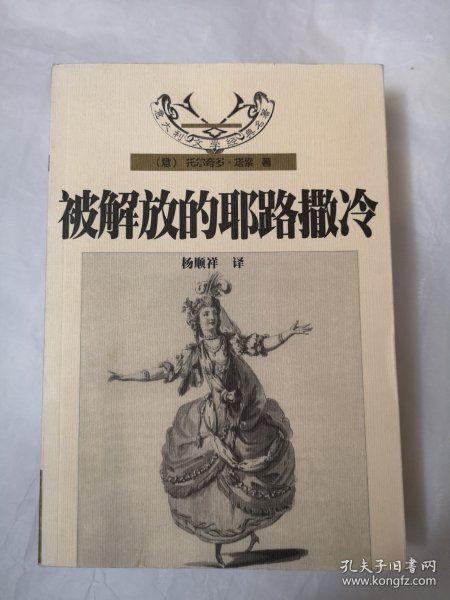 意大利文学经典名著
（意） 托尔夸多·塔索 著
被解放的耶路撒冷
杨顺祥 译
孔夫子旧书网
www.kongfz.com